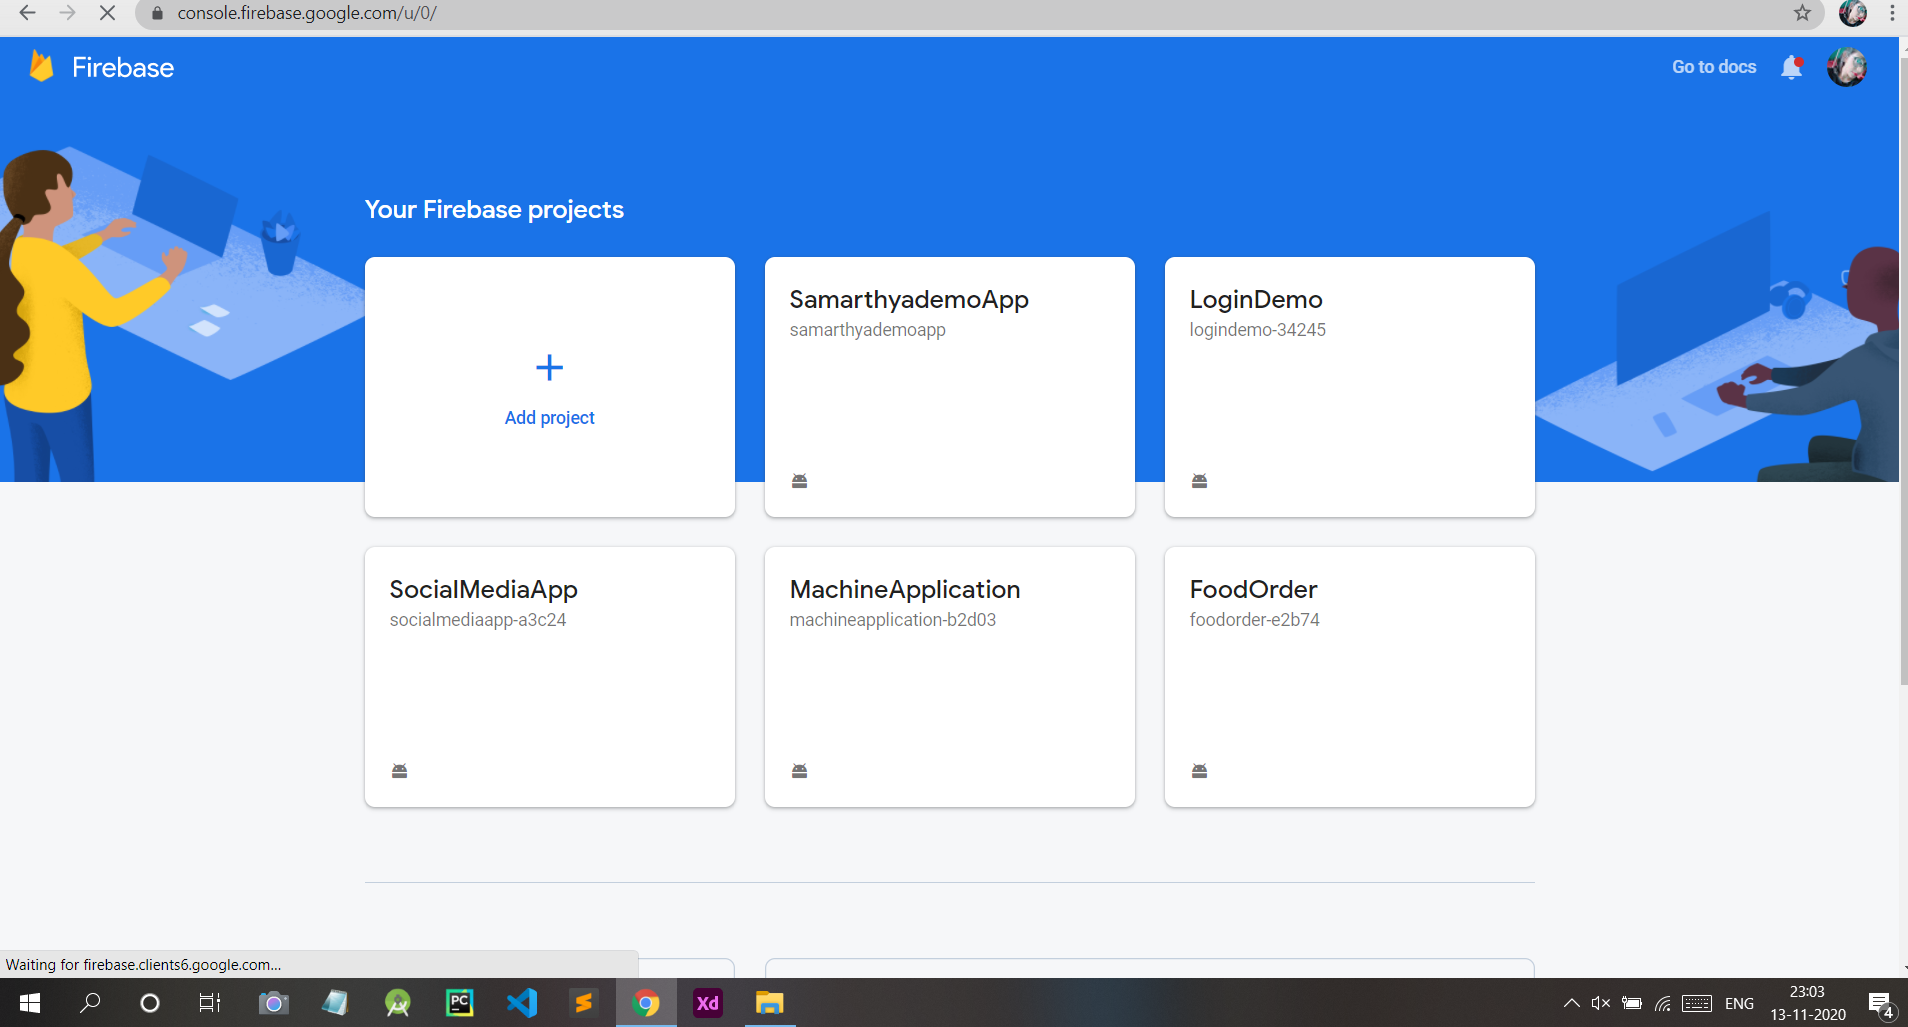 console.firebase.google.com/u/0/
Firebase
Go to docs
Your Firebase projects
Add project
SamarthyademoApp
samarthyademoapp
LoginDemo
logindemo-34245
SocialMediaApp
socialmediaapp-a3c24
MachineApplication
machineapplication-b2d03
FoodOrder
foodorder-e2b74
Waiting for firebase.clients6.google.com...
PC
Xd
ENG
23:03
13-11-2020
4